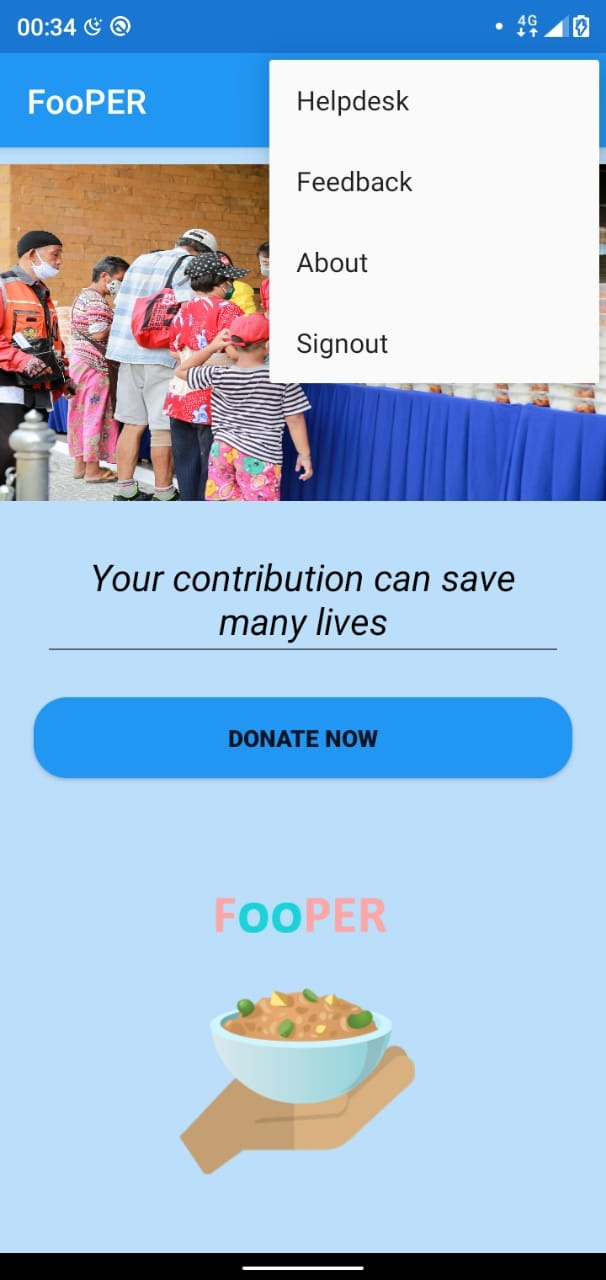 00:34
4G
FooPER
Helpdesk
Feedback
About
Signout
Your contribution can save
many lives
DONATE NOW
FooPER